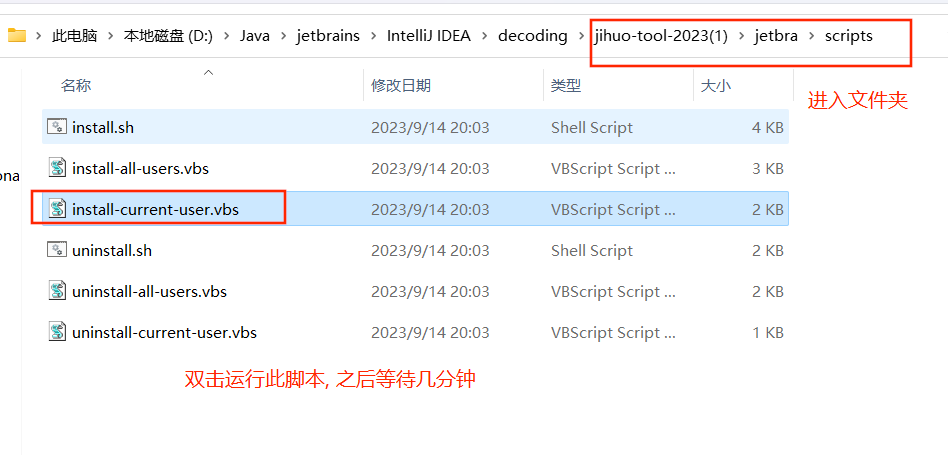 此电脑 > 本地磁盘 (D:) > Java > jetbrains > IntelliJ IDEA > decoding > jihuo-tool-2023(1) > jetbra > scripts
名称 修改日期 类型 大小
进入文件夹
install.sh 2023/9/14 20:03 Shell Script 4 KB
install-all-users.vbs 2023/9/14 20:03 VBScript Script ... 3 KB
ona
install-current-user.vbs 2023/9/14 20:03 VBScript Script ... 2 KB
uninstall.sh 2023/9/14 20:03 Shell Script 2 KB
uninstall-all-users.vbs 2023/9/14 20:03 VBScript Script ... 2 KB
uninstall-current-user.vbs 2023/9/14 20:03 VBScript Script ... 1 KB
双击运行此脚本, 之后等待几分钟